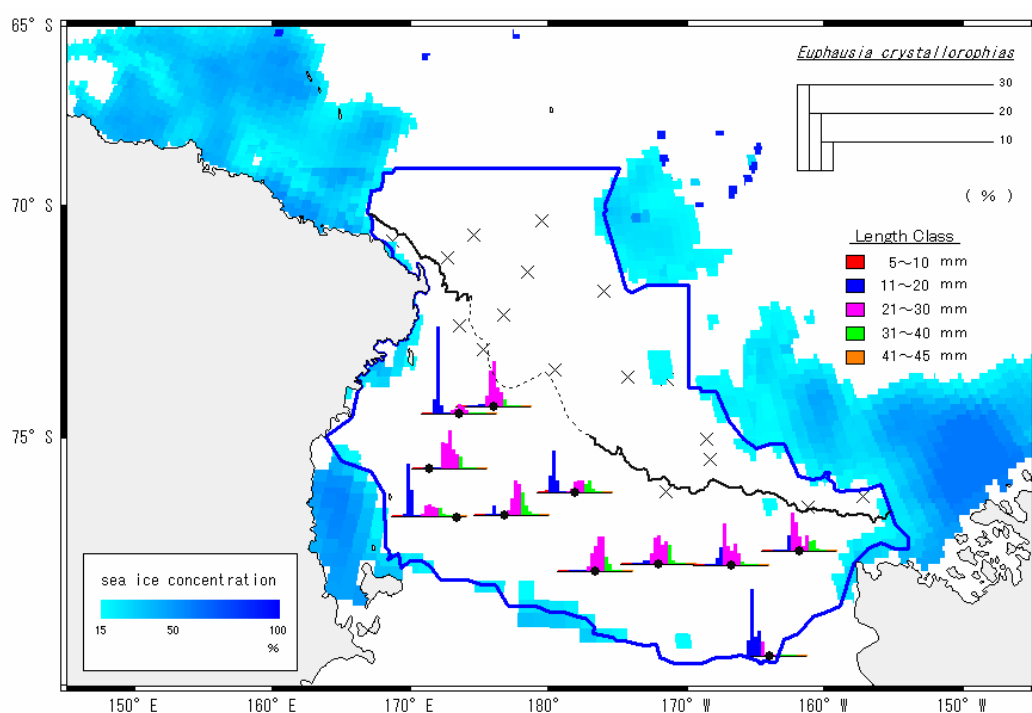 65° S
70° S
75° S
Euphausia crystallorophias
30
20
10
( % )
Length Class
5~10 mm
11~20 mm
21~30 mm
31~40 mm
41~45 mm
sea ice concentration
15 50 100
%
150° E 160° E 170° E 180° 170° W 160° W 150° W